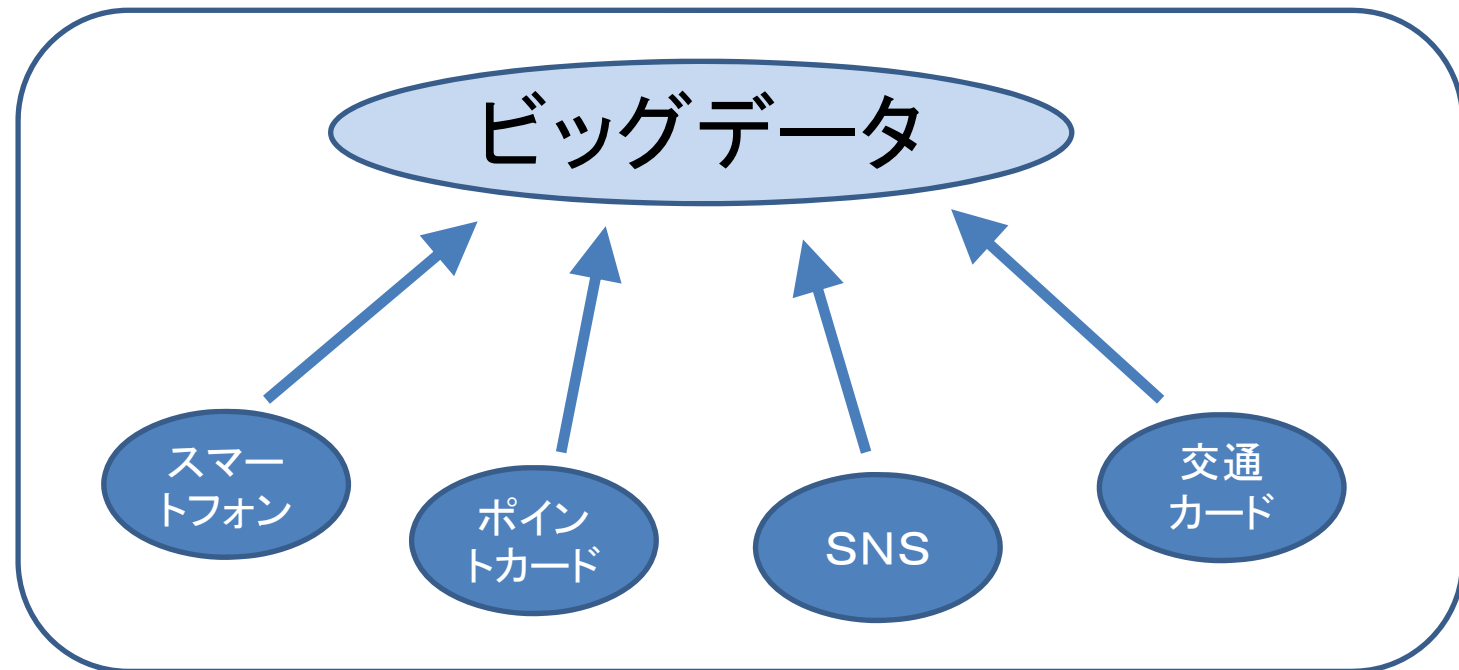 ビッグデータ
スマー
トフォン
ポイン
トカード
ＳＮＳ
交通
カード